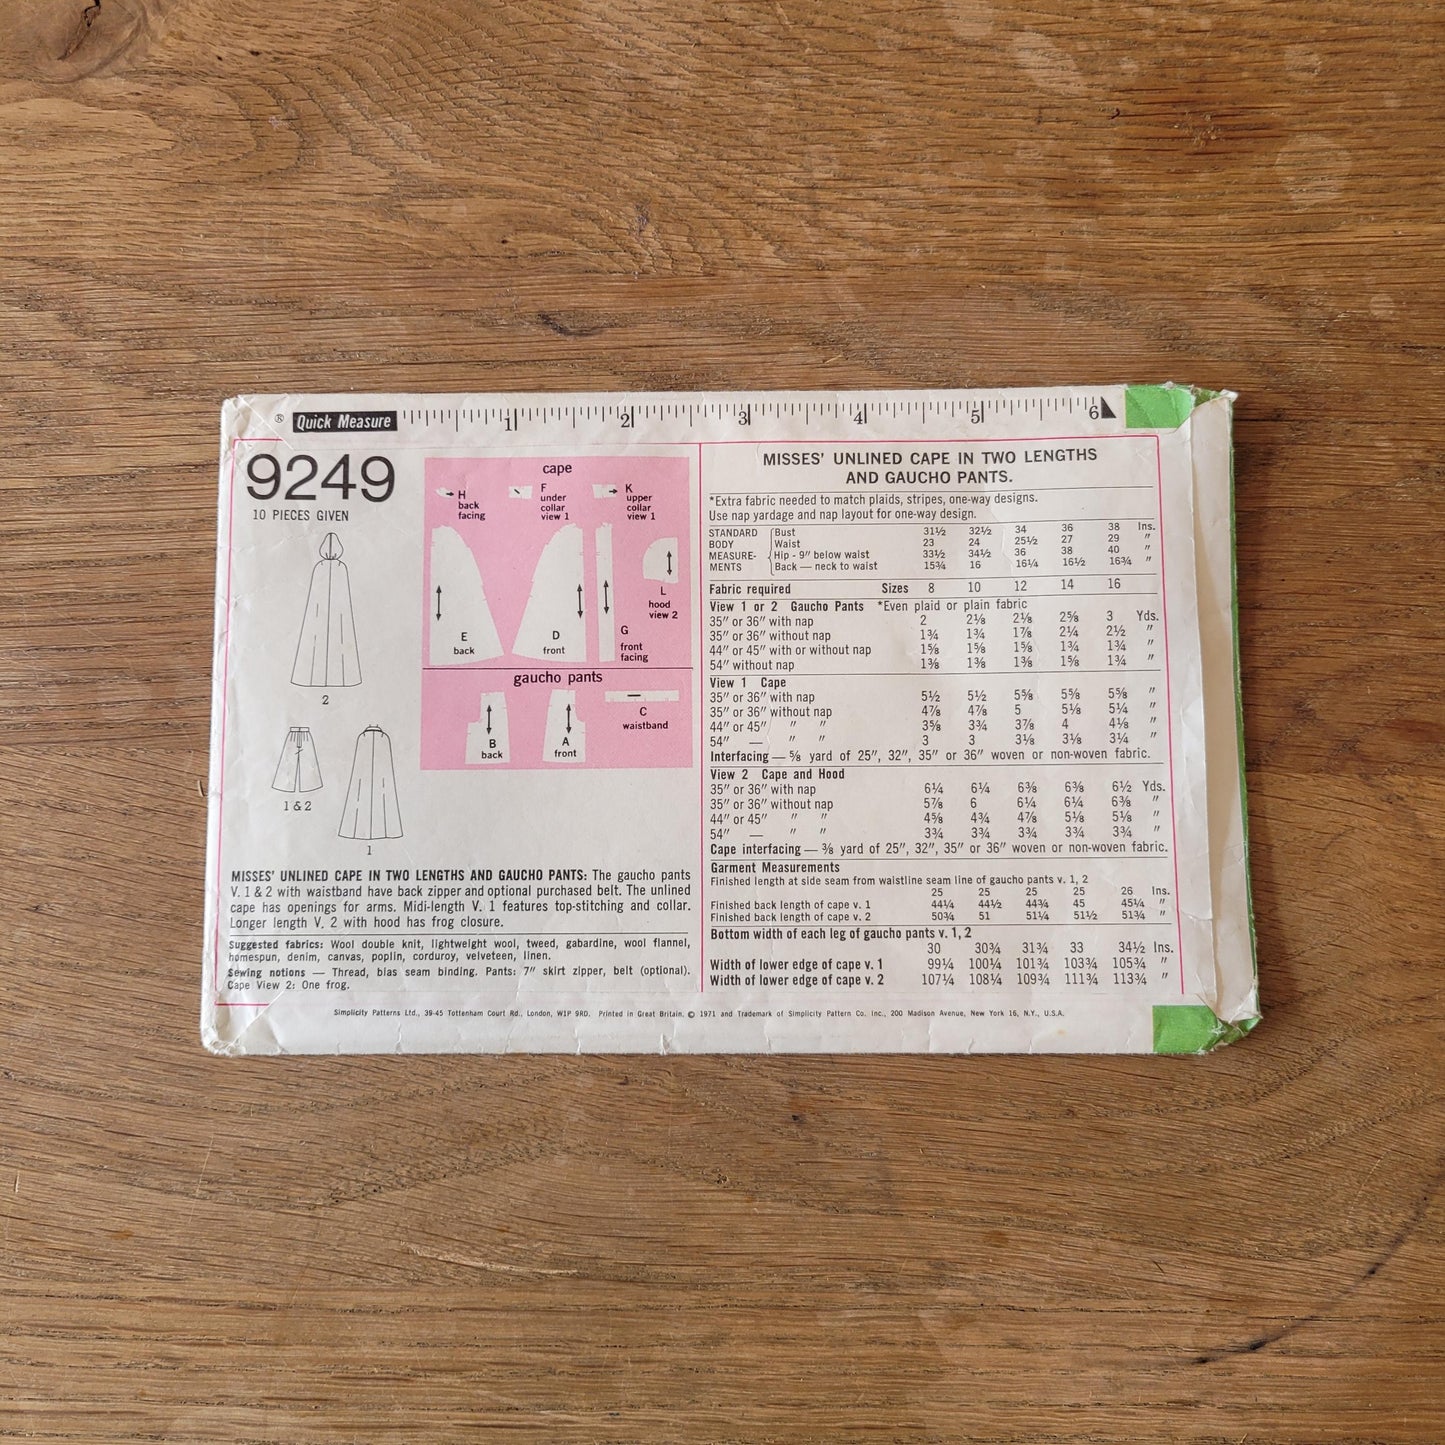 ® Quick Measure 1 2 3 4 5 6
9249
10 PIECES GIVEN
2
1 & 2
1
cape
H
back
facing
F
under
collar
view 1
K
upper
collar
view 1
E
back
D
front
G
front
facing
L
hood
view 2
gaucho pants
B
back
A
front
C
waistband
MISSES' UNLINED CAPE IN TWO LENGTHS AND GAUCHO PANTS: The gaucho pants
V. 1 & 2 with waistband have back zipper and optional purchased belt. The unlined
cape has openings for arms. Midi-length V. 1 features top-stitching and collar.
Longer length V. 2 with hood has frog closure.
Suggested fabrics: Wool double knit, lightweight wool, tweed, gabardine, wool flannel,
homespun, denim, canvas, poplin, corduroy, velveteen, linen.
Sewing notions — Thread, bias seam binding. Pants: 7″ skirt zipper, belt (optional).
Cape View 2: One frog.
MISSES' UNLINED CAPE IN TWO LENGTHS
AND GAUCHO PANTS.
*Extra fabric needed to match plaids, stripes, one-way designs.
Use nap yardage and nap layout for one-way design.
STANDARD Bust 31½ 32½ 34 36 38 Ins.
BODY Waist 23 24 25½ 27 29 ″
MEASURE- Hip - 9″ below waist 33½ 34½ 36 38 40 ″
MENTS Back — neck to waist 15¾ 16 16¼ 16½ 16¾ ″
Fabric required Sizes 8 10 12 14 16
View 1 or 2 Gaucho Pants *Even plaid or plain fabric
35″ or 36″ with nap 2 2⅛ 2⅛ 2⅝ 3 Yds.
35″ or 36″ without nap 1¾ 1¾ 1⅞ 2¼ 2½ ″
44″ or 45″ with or without nap 1⅝ 1⅝ 1⅝ 1¾ 1¾ ″
54″ without nap 1⅜ 1⅜ 1⅜ 1⅝ 1¾ ″
View 1 Cape
35″ or 36″ with nap 5½ 5½ 5⅝ 5⅝ 5⅝ ″
35″ or 36″ without nap 4⅞ 4⅞ 5 5⅛ 5¼ ″
44″ or 45″ ″ ″ 3⅝ 3¾ 3⅞ 4 4⅛ ″
54″ — ″ ″ 3 3 3⅛ 3⅛ 3¼ ″
Interfacing — ⅝ yard of 25″, 32″, 35″ or 36″ woven or non-woven fabric.
View 2 Cape and Hood
35″ or 36″ with nap 6¼ 6¼ 6⅜ 6⅜ 6½ Yds.
35″ or 36″ without nap 5⅞ 6 6¼ 6¼ 6⅜ ″
44″ or 45″ ″ ″ 4⅝ 4¾ 4⅞ 5⅛ 5⅛ ″
54″ — ″ ″ 3¾ 3¾ 3¾ 3¾ 3¾ ″
Cape interfacing — ⅜ yard of 25″, 32″, 35″ or 36″ woven or non-woven fabric.
Garment Measurements
Finished length at side seam from waistline seam line of gaucho pants v. 1, 2
25 25 25 25 26 Ins.
Finished back length of cape v. 1 44¼ 44½ 44¾ 45 45¼ ″
Finished back length of cape v. 2 50¾ 51 51¼ 51½ 51¾ ″
Bottom width of each leg of gaucho pants v. 1, 2
30 30¾ 31¾ 33 34½ Ins.
Width of lower edge of cape v. 1 99¼ 100¼ 101¾ 103¾ 105¾ ″
Width of lower edge of cape v. 2 107¼ 108¼ 109¾ 111¾ 113¾ ″
Simplicity Patterns Ltd., 39-45 Tottenham Court Rd., London, W1P 9RD. Printed in Great Britain. © 1971 and Trademark of Simplicity Pattern Co. Inc., 200 Madison Avenue, New York 16, N.Y., U.S.A.